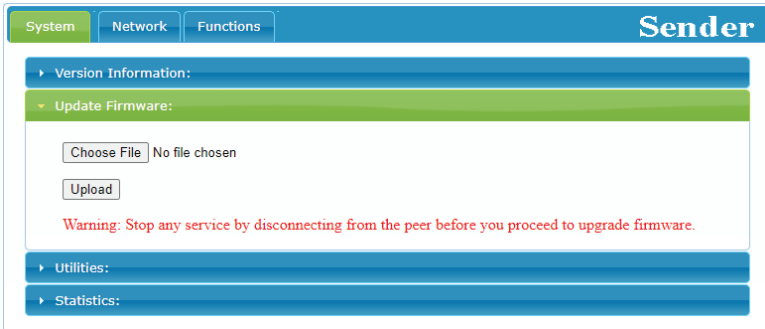 System Network Functions Sender
Version Information:
Update Firmware:
Choose File No file chosen
Upload
Warning: Stop any service by disconnecting from the peer before you proceed to upgrade firmware.
Utilities:
Statistics: